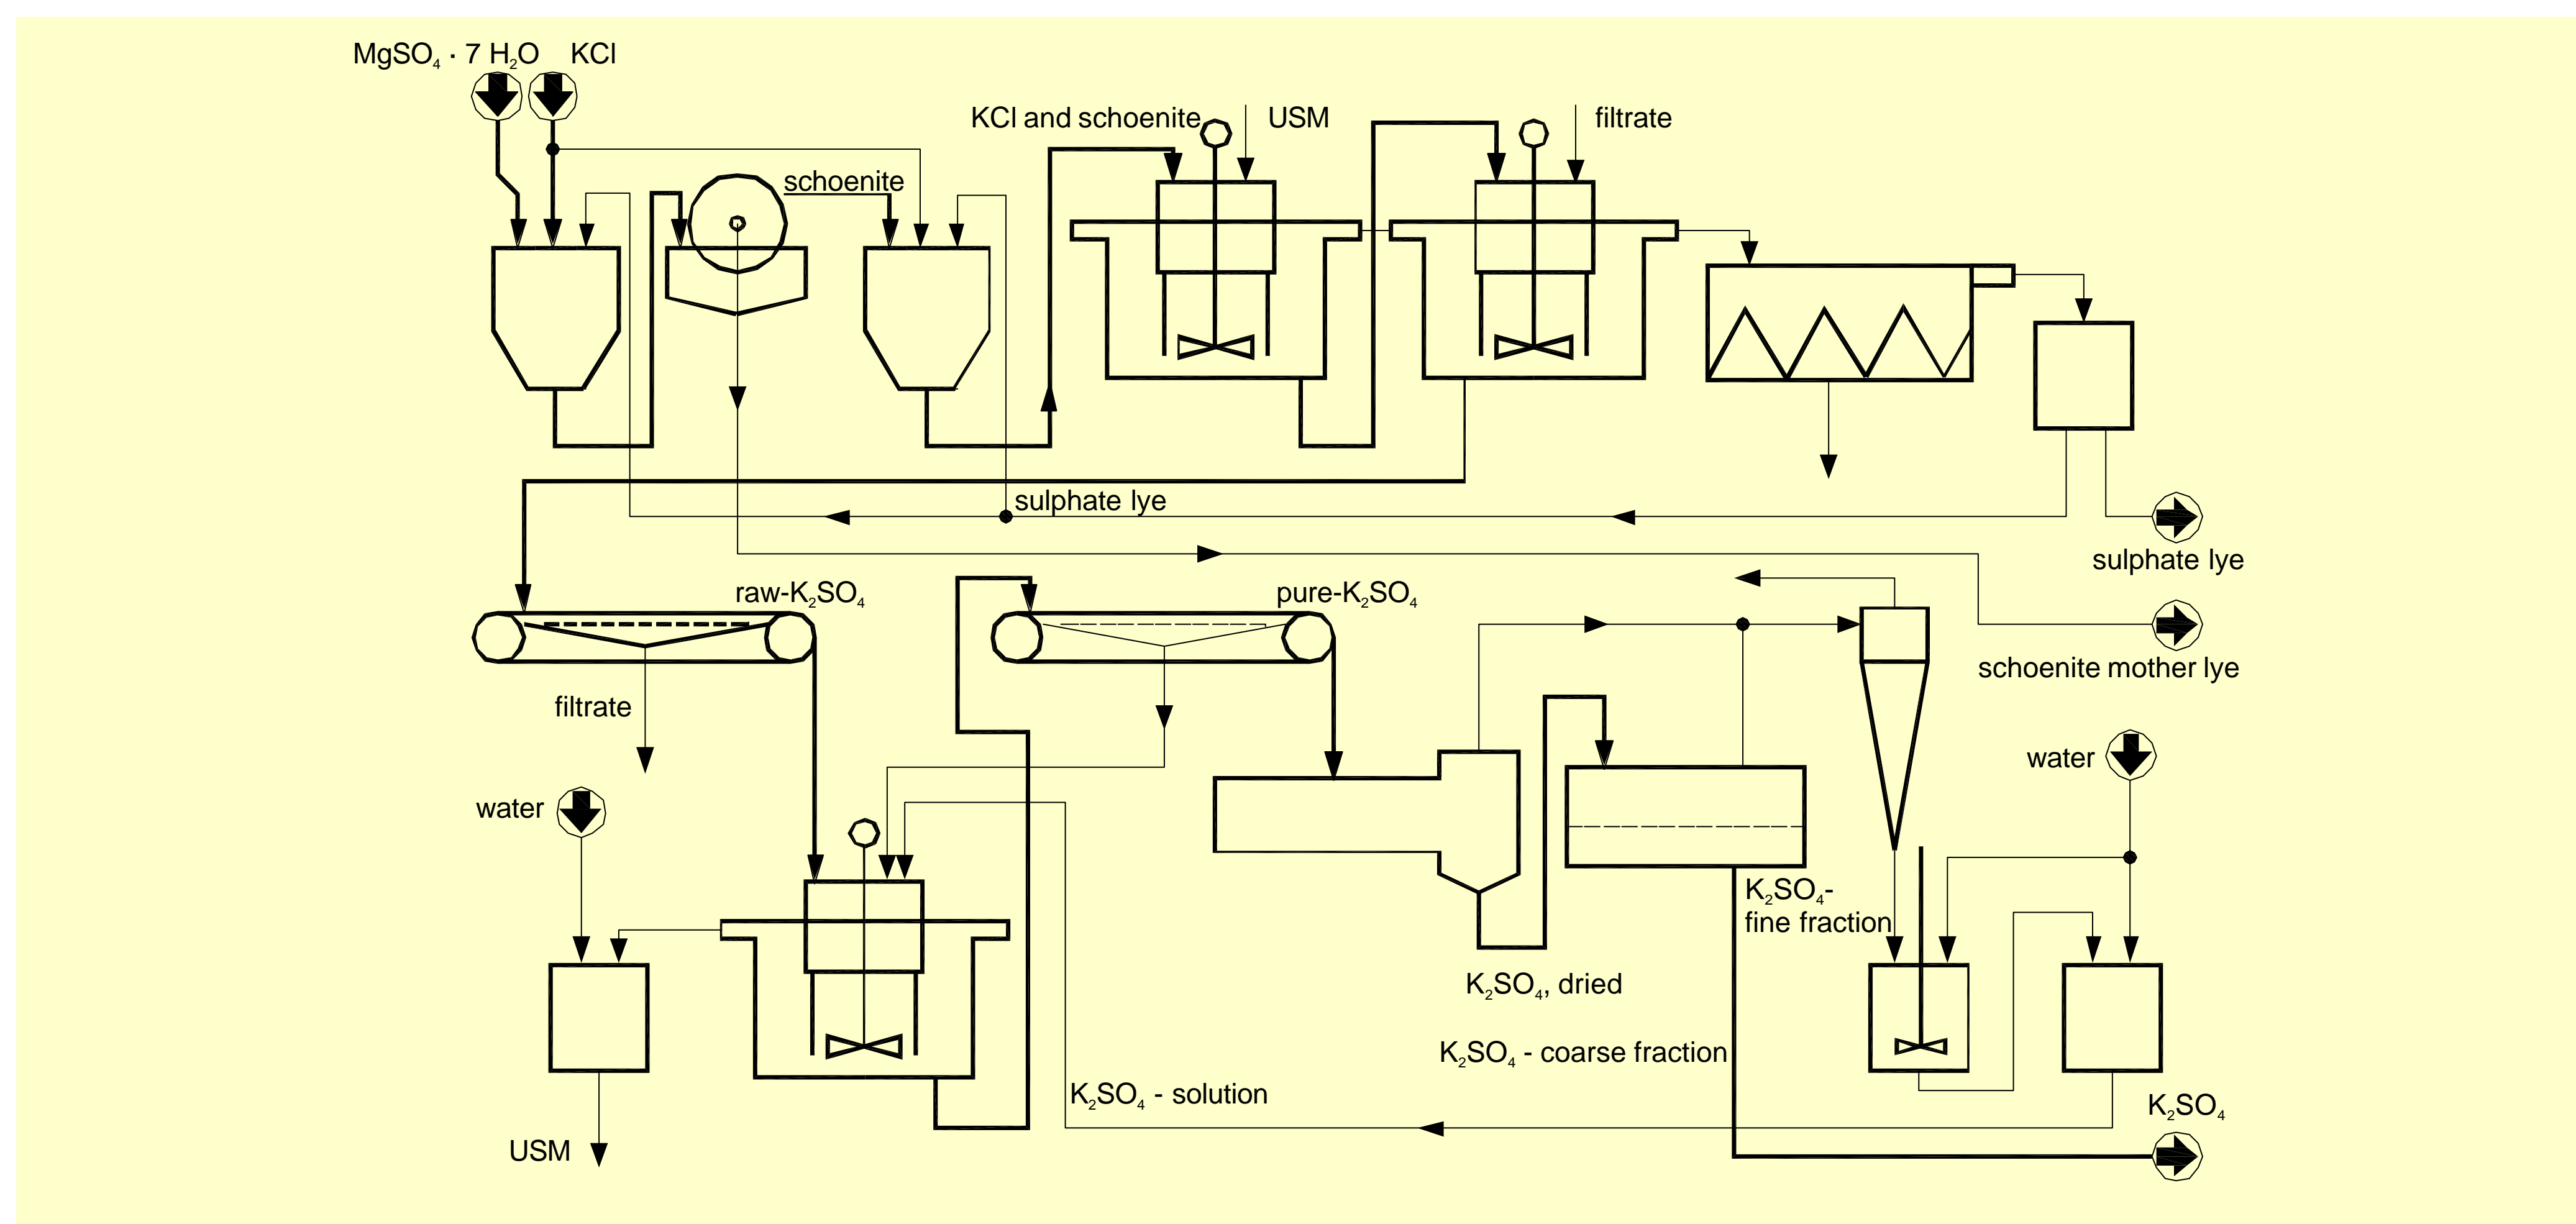 MgSO₄ · 7 H₂O KCl
KCl and schoenite USM filtrate
schoenite
sulphate lye
sulphate lye
raw-K₂SO₄ pure-K₂SO₄
schoenite mother lye
filtrate
water
water
K₂SO₄-
fine fraction
K₂SO₄, dried
K₂SO₄ - coarse fraction
K₂SO₄ - solution
K₂SO₄
USM